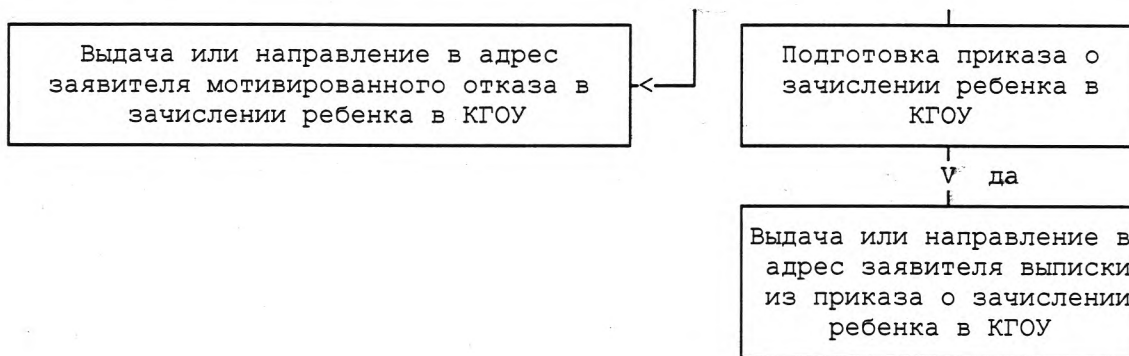 Выдача или направление в адрес
заявителя мотивированного отказа в
зачислении ребенка в КГОУ
<
Подготовка приказа о
зачислении ребенка в
КГОУ
V да
Выдача или направление в
адрес заявителя выписки
из приказа о зачислении
ребенка в КГОУ